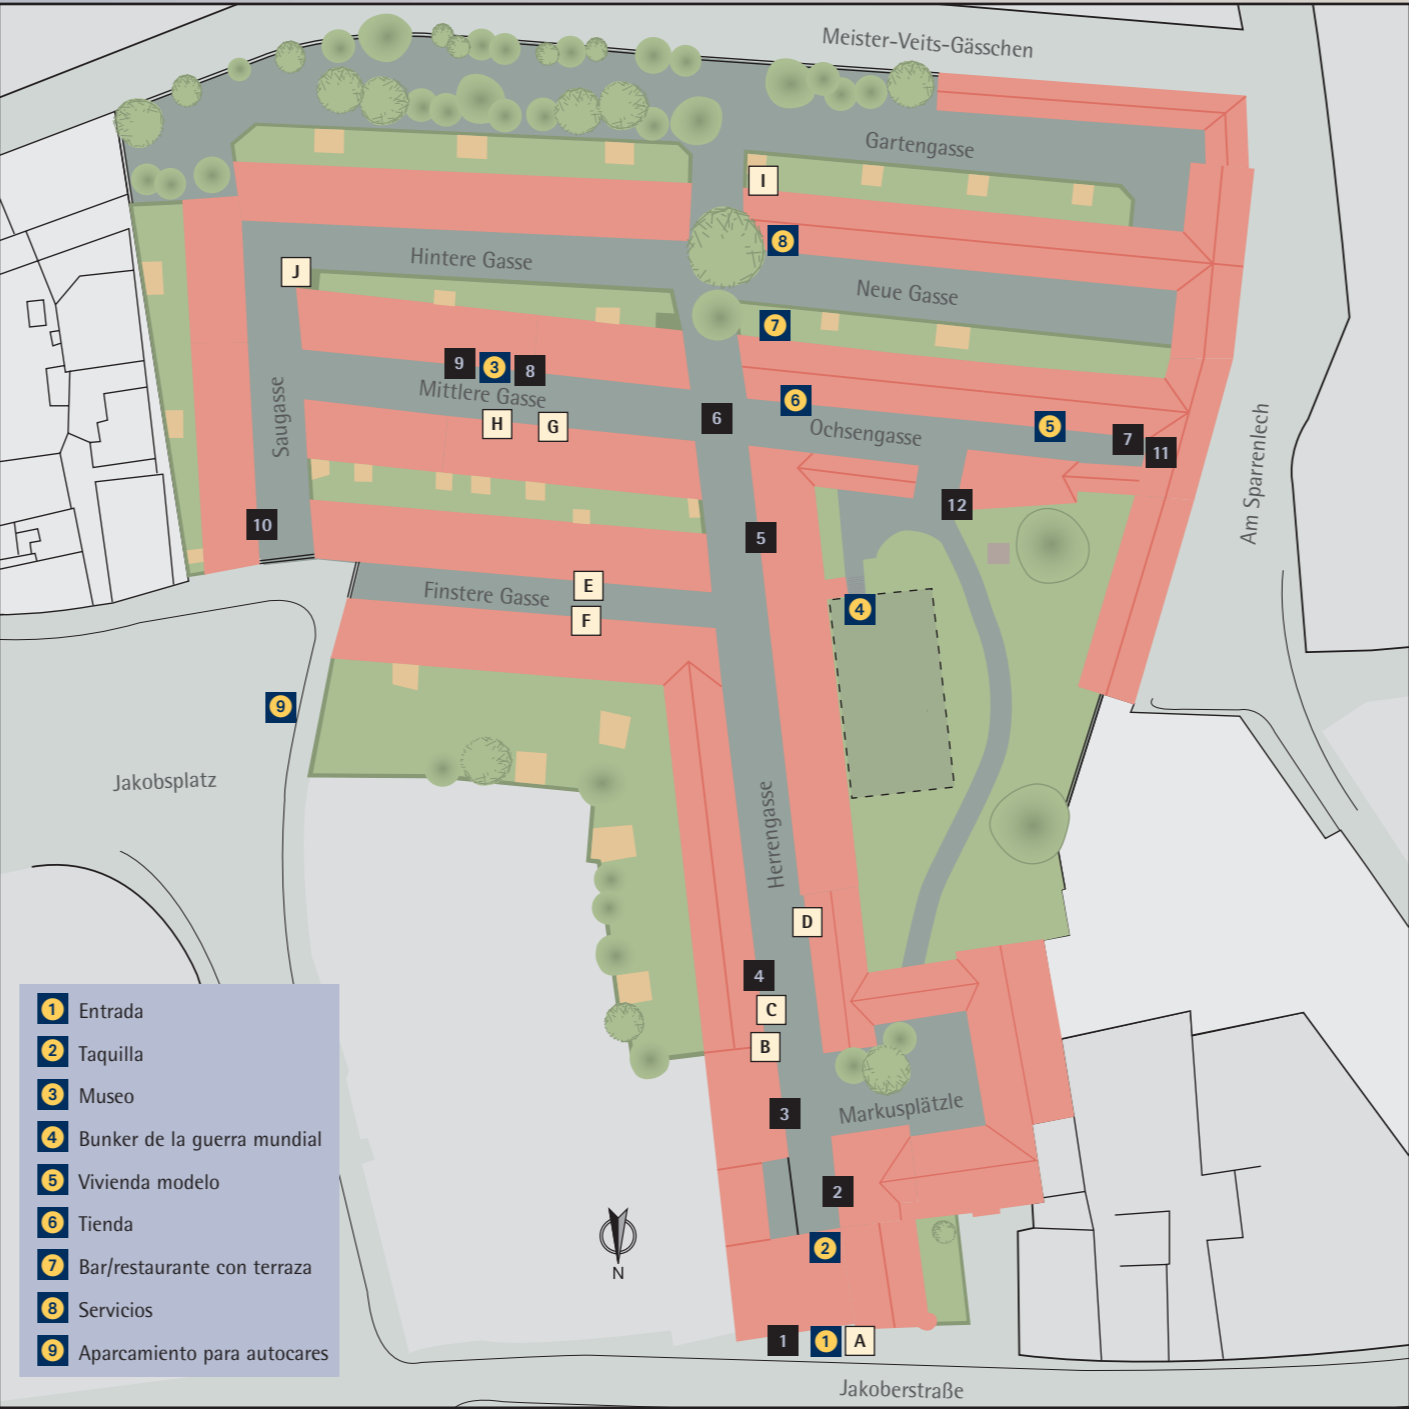 Meister-Veits-Gässchen
Gartengasse
I
8
Hintere Gasse
J
Neue Gasse
7
9
3
8
Mittlere Gasse
6
6
Ochsengasse
5
7
11
H
G
Saugasse
Am Sparrenlech
10
5
12
E
Finstere Gasse
F
4
9
Jakobsplatz
Herrengasse
D
4
C
B
3
Markusplätzle
2
2
N
1
1
A
Jakoberstraße
1 Entrada
2 Taquilla
3 Museo
4 Bunker de la guerra mundial
5 Vivienda modelo
6 Tienda
7 Bar/restaurante con terraza
8 Servicios
9 Aparcamiento para autocares